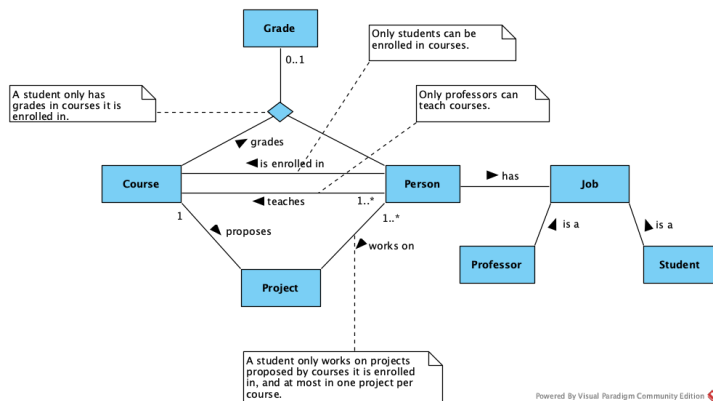 Grade
0..1
Only students can be
enrolled in courses.
A student only has
grades in courses it is
enrolled in.
Only professors can
teach courses.
grades
is enrolled in
Course
Person
has
Job
teaches
1..*
1
1..*
proposes
works on
is a
is a
Professor
Student
Project
A student only works on projects
proposed by courses it is enrolled
in, and at most in one project per
course.
Powered By Visual Paradigm Community Edition